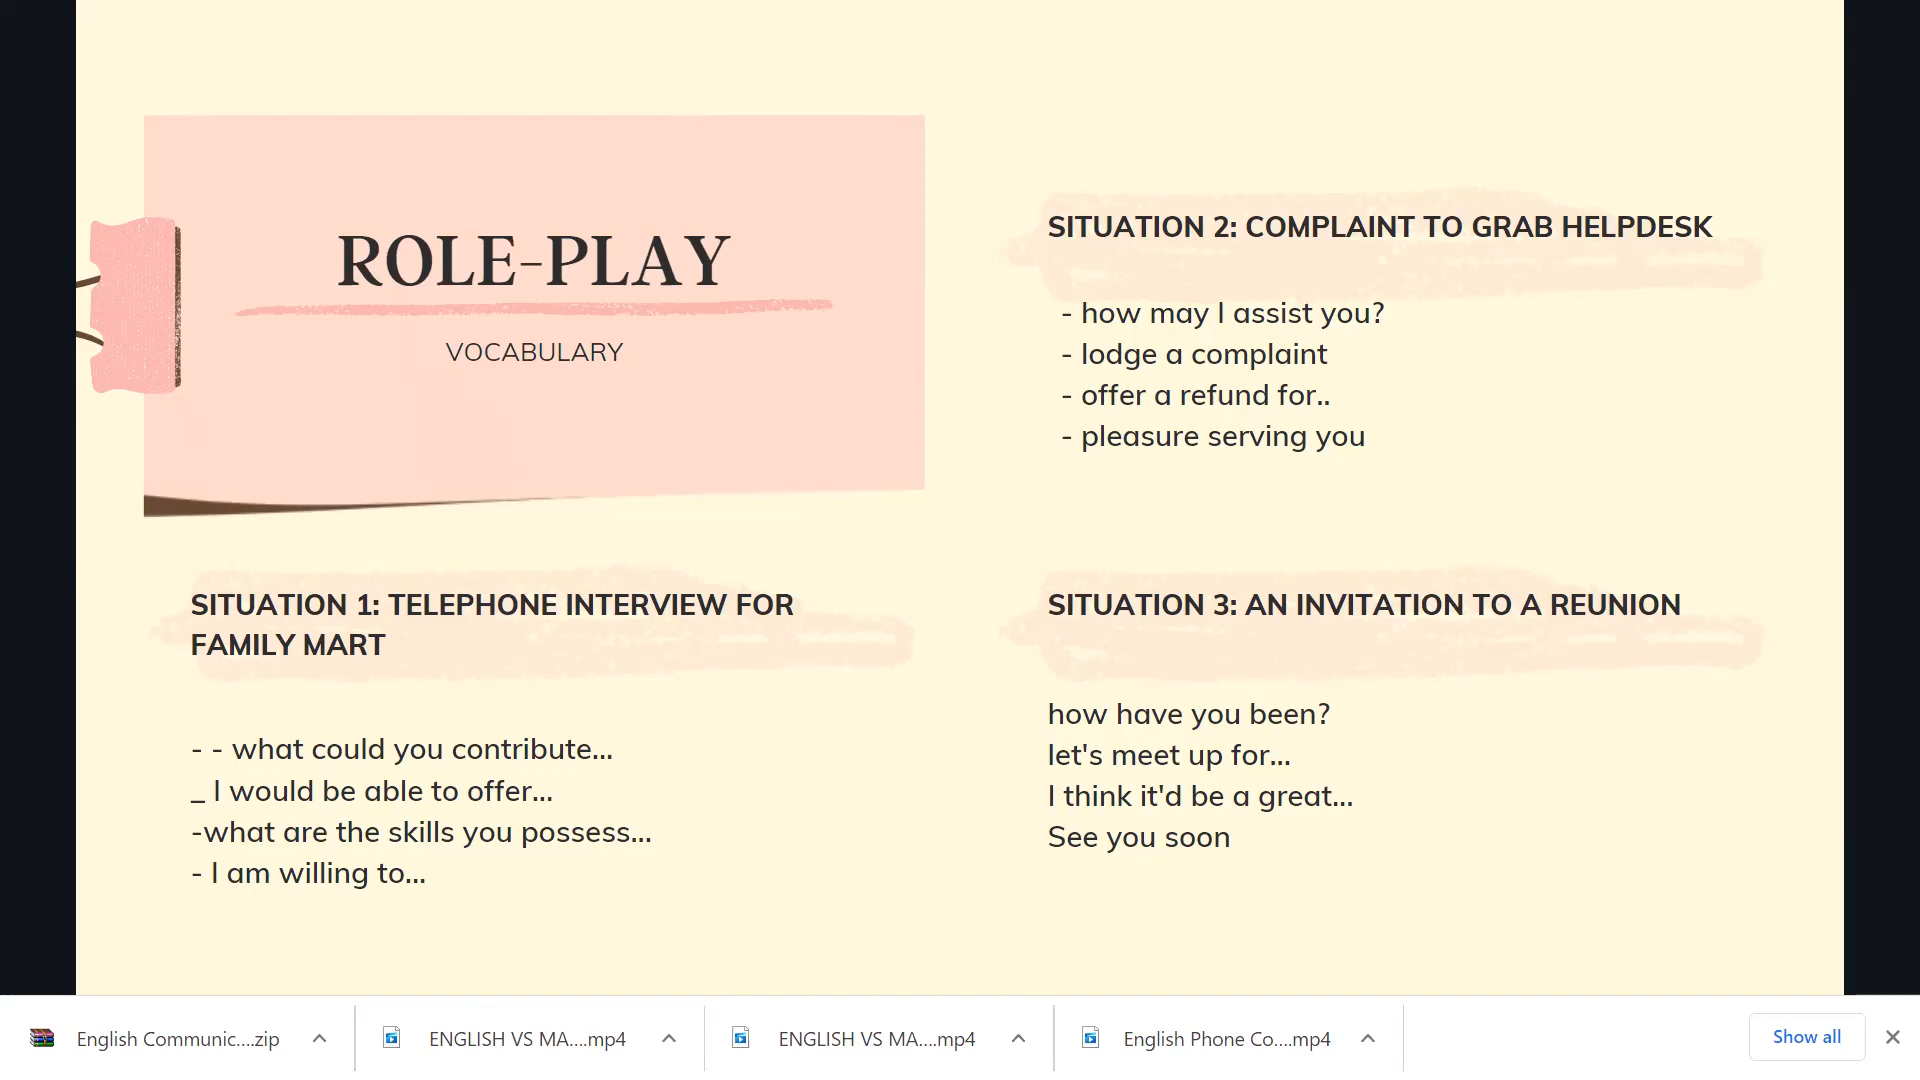 ROLE-PLAY
VOCABULARY
SITUATION 1: TELEPHONE INTERVIEW FOR
FAMILY MART
- - what could you contribute...
_ I would be able to offer...
-what are the skills you possess...
- I am willing to...
SITUATION 2: COMPLAINT TO GRAB HELPDESK
- how may I assist you?
- lodge a complaint
- offer a refund for..
- pleasure serving you
SITUATION 3: AN INVITATION TO A REUNION
how have you been?
let's meet up for...
I think it'd be a great...
See you soon
English Communic....zip
ENGLISH VS MA....mp4
ENGLISH VS MA....mp4
English Phone Co....mp4
Show all